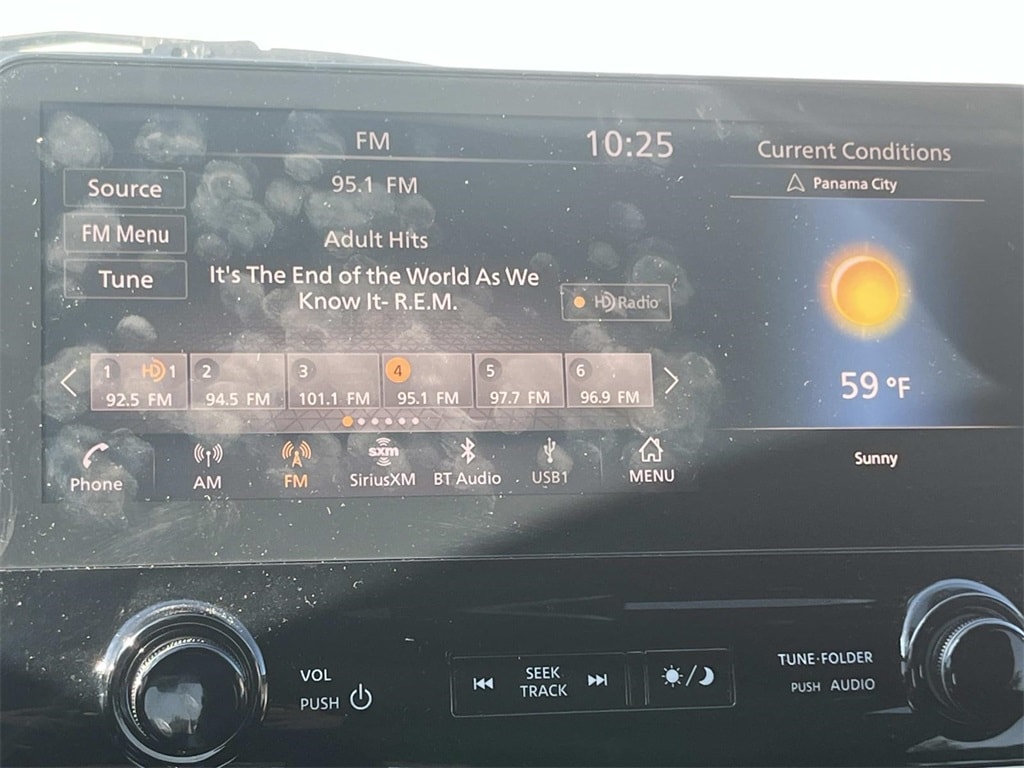 FM
10:25
Current Conditions
Panama City
Source
95.1 FM
FM Menu
Adult Hits
Tune
It's The End of the World As We
Know It- R.E.M.
HD Radio
59 °F
Sunny
1 HD 1
2
3
4
5
6
92.5 FM
94.5 FM
101.1 FM
95.1 FM
97.7 FM
96.9 FM
Phone
AM
FM
sxm
SiriusXM
BT Audio
USB1
MENU
VOL
PUSH
SEEK
TRACK
TUNE·FOLDER
PUSH AUDIO